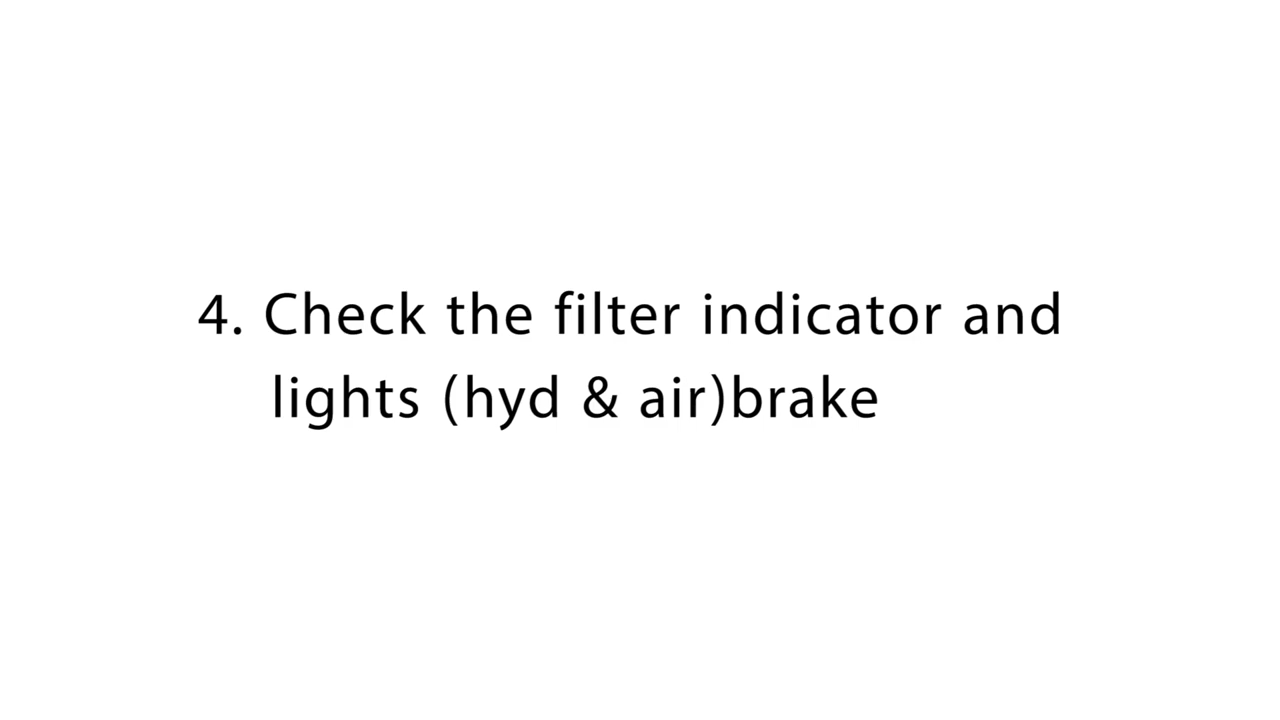 4. Check the filter indicator and
lights (hyd & air)brake